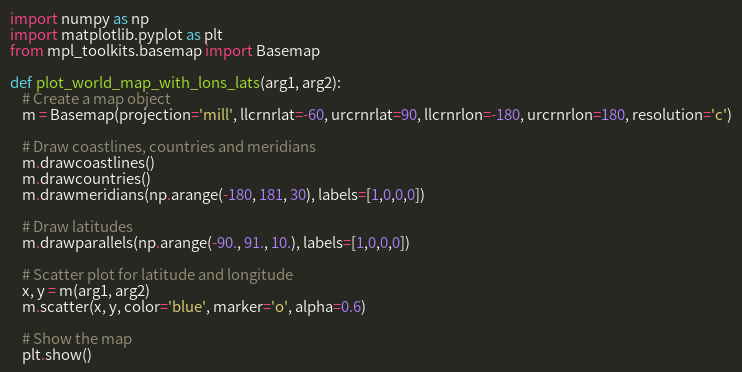 import numpy as np
import matplotlib.pyplot as plt
from mpl_toolkits.basemap import Basemap

def plot_world_map_with_lons_lats(arg1, arg2):
    # Create a map object
    m = Basemap(projection='mill', llcrnrlat=-60, urcrnrlat=90, llcrnrlon=-180, urcrnrlon=180, resolution='c')

    # Draw coastlines, countries and meridians
    m.drawcoastlines()
    m.drawcountries()
    m.drawmeridians(np.arange(-180, 181, 30), labels=[1,0,0,0])

    # Draw latitudes
    m.drawparallels(np.arange(-90., 91., 10.), labels=[1,0,0,0])

    # Scatter plot for latitude and longitude
    x, y = m(arg1, arg2)
    m.scatter(x, y, color='blue', marker='o', alpha=0.6)

    # Show the map
    plt.show()